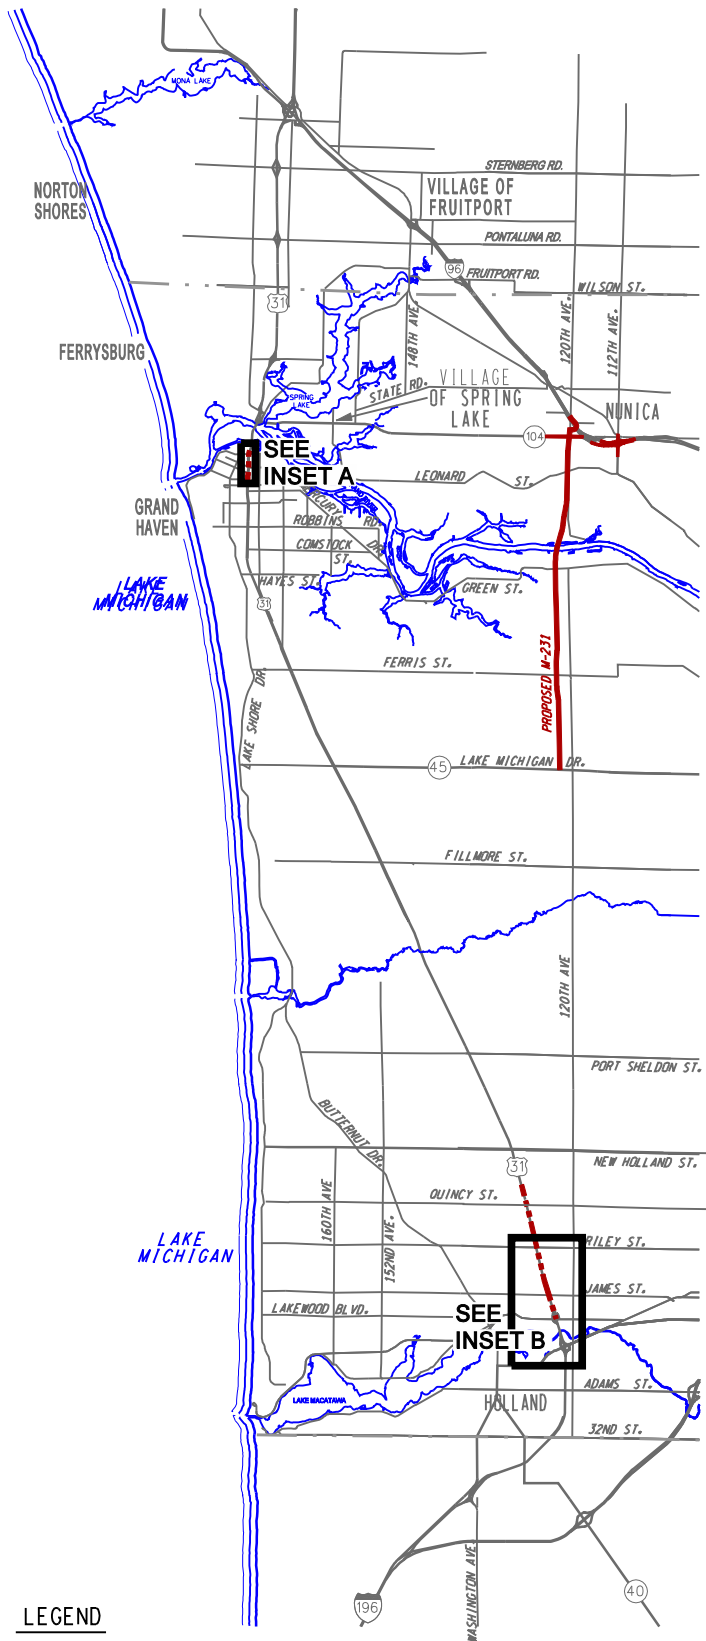 MONA LAKE
STERNBERG RD.
NORTON
SHORES
VILLAGE OF
FRUITPORT
PONTALUNA RD.
96
FRUITPORT RD.
WILSON ST.
31
148TH AVE.
120TH AVE.
112TH AVE.
FERRYSBURG
SPRING
LAKE
STATE RD.
VILLAGE
OF SPRING
LAKE
NUNICA
104
SEE
INSET A
LEONARD ST.
GRAND
HAVEN
ROBBINS RD.
COMSTOCK
ST.
HAYES ST.
GREEN ST.
31
LAKE
MICHIGAN
FERRIS ST.
PROPOSED M-231
LAKE SHORE DR.
45
LAKE MICHIGAN DR.
FILLMORE ST.
120TH AVE
PORT SHELDON ST.
BUTTERNUT DR.
NEW HOLLAND ST.
31
160TH AVE
QUINCY ST.
152ND AVE.
LAKE
MICHIGAN
RILEY ST.
JAMES ST.
LAKEWOOD BLVD.
SEE
INSET B
ADAMS ST.
LAKE MACATAWA
HOLLAND
32ND ST.
WASHINGTON AVE.
196
40
LEGEND